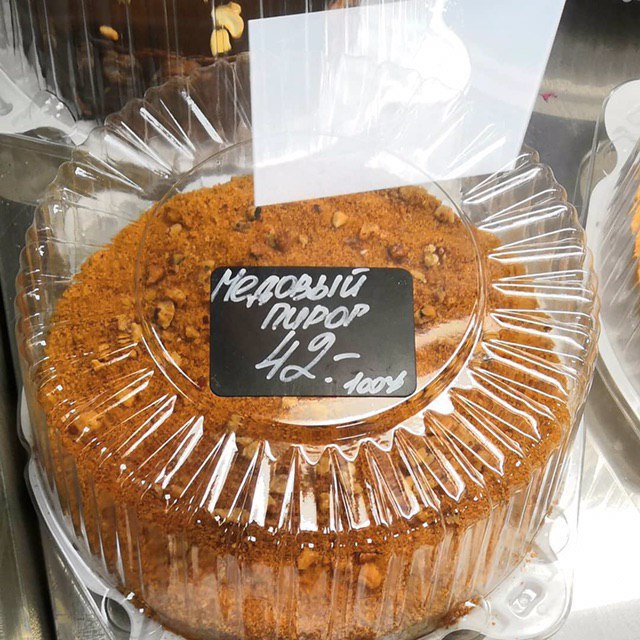 Медовый
пирог
42.-
100г